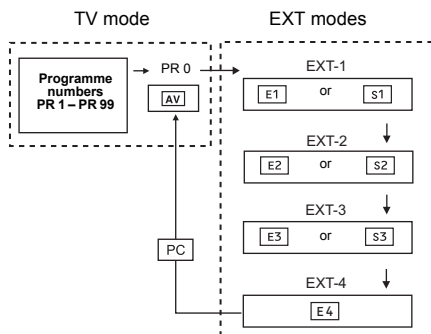 TV mode
EXT modes
Programme
numbers
PR 1 – PR 99
PR 0
AV
EXT-1
E1 or S1
EXT-2
E2 or S2
EXT-3
E3 or S3
PC
EXT-4
E4